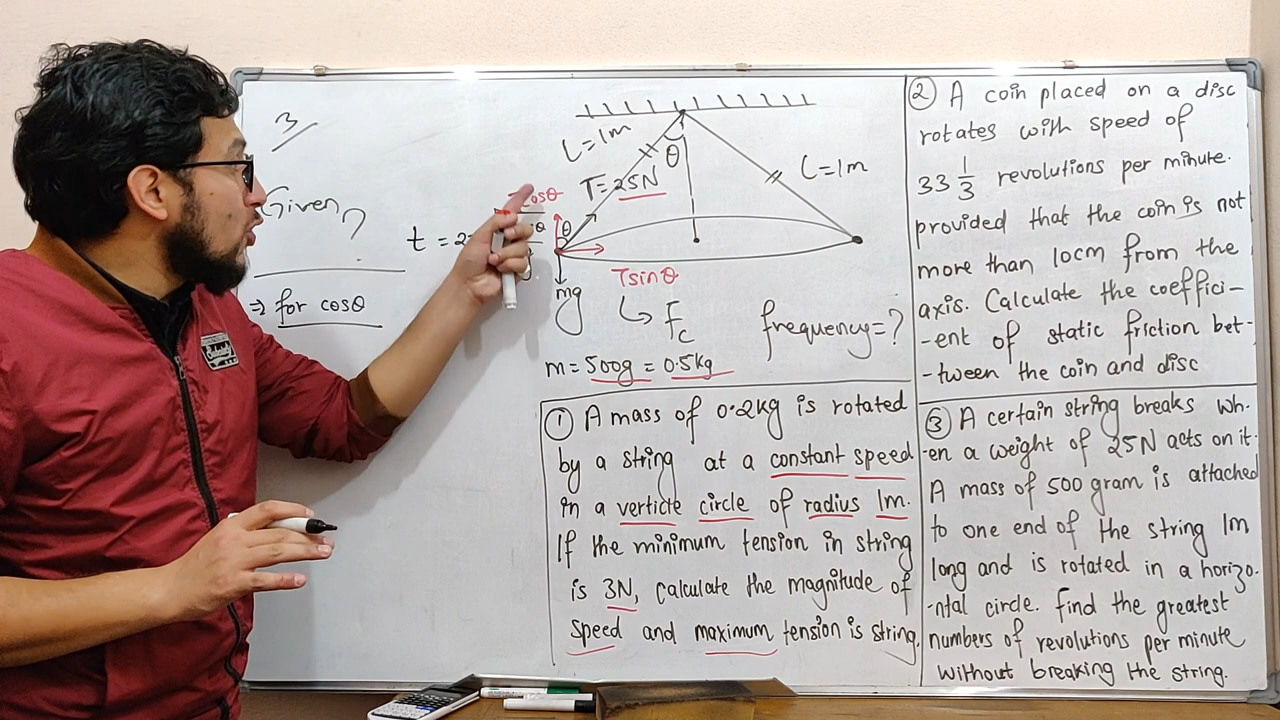 3
Given,
t = 2
⇒ for cosθ
L=1m
θ
T=25N
L=1m
cosθ
θ
Tsinθ
mg
↳ Fc
frequency=?
m=500g = 0.5kg
① A mass of 0.2kg is rotated
by a string at a constant speed
in a verticle circle of radius 1m.
If the minimum tension in string
is 3N, calculate the magnitude of
speed and maximum tension is string.
② A coin placed on a disc
rotates with speed of
33 1/3 revolutions per minute.
provided that the coin is not
more than 10cm from the
axis. Calculate the coeffici-
-ent of static friction bet-
-tween the coin and disc
③ A certain string breaks wh-
-en a weight of 25N acts on it.
A mass of 500 gram is attached
to one end of the string 1m
long and is rotated in a horizo-
-ntal circle. find the greatest
numbers of revolutions per minute
without breaking the string.